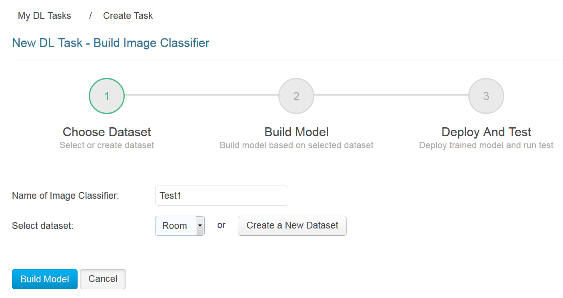 My DL Tasks / Create Task
New DL Task - Build Image Classifier
1 2 3
Choose Dataset Build Model Deploy And Test
Select or create dataset Build model based on selected dataset Deploy trained model and run test
Name of Image Classifier: Test1
Select dataset: Room or Create a New Dataset
Build Model Cancel